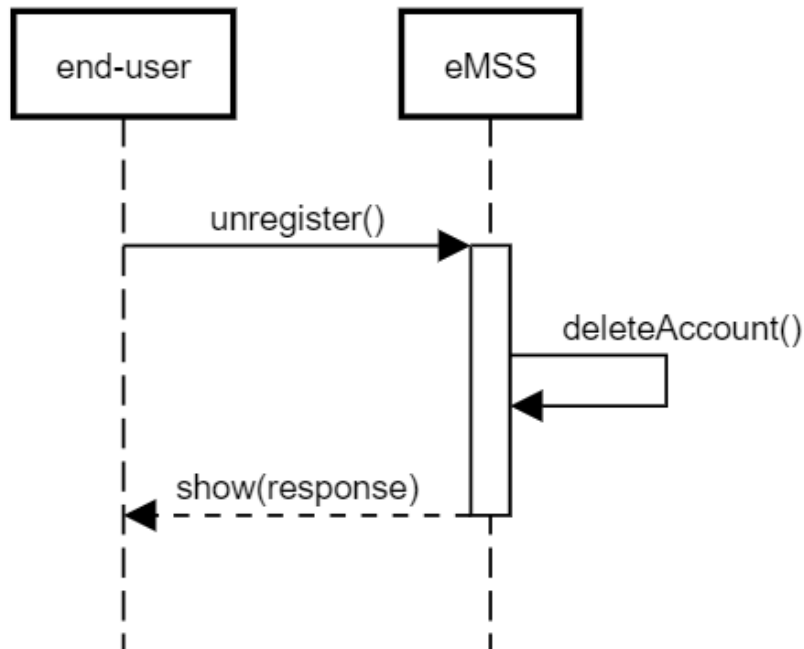 end-user
eMSS
unregister()
deleteAccount()
show(response)